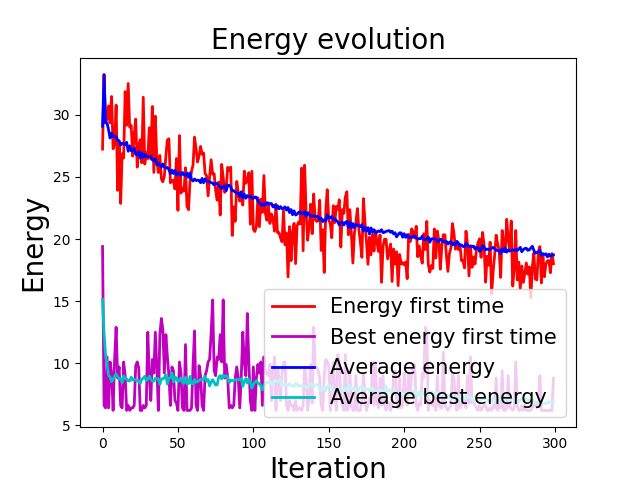 Energy evolution
Energy
30
25
20
15
10
5
Energy first time
Best energy first time
Average energy
Average best energy
0 50 100 150 200 250 300
Iteration